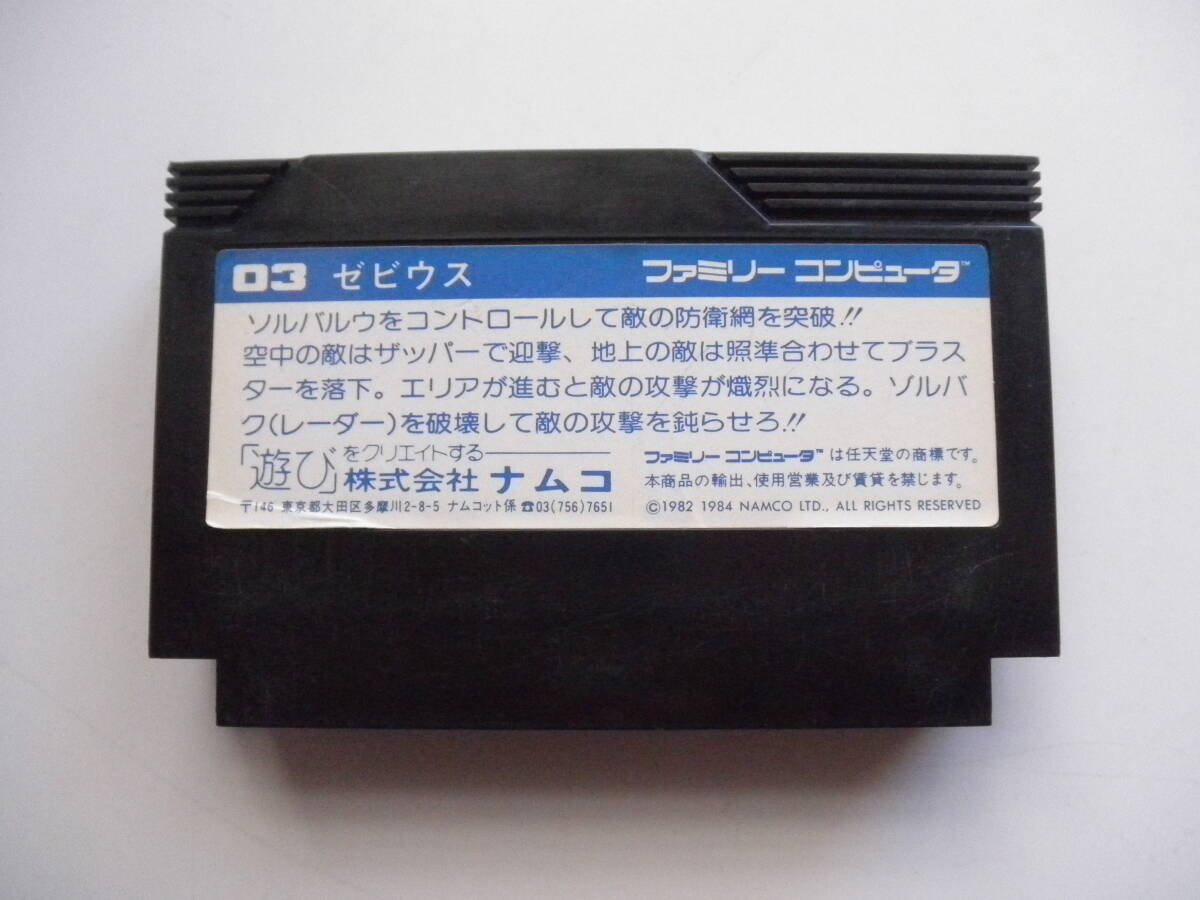 03 ゼビウス ファミリー コンピュータ™
ソルバルウをコントロールして敵の防衛網を突破!!
空中の敵はザッパーで迎撃、地上の敵は照準合わせてブラス
ターを落下。エリアが進むと敵の攻撃が熾烈になる。ゾルバ
ク(レーダー)を破壊して敵の攻撃を鈍らせろ!!
「遊び」をクリエイトする
株式会社 ナムコ
〒146 東京都大田区多摩川2-8-5 ナムコット係 ☎03(756)7651
ファミリー コンピュータ™ は任天堂の商標です。
本商品の輸出、使用営業及び賃貸を禁じます。
©1982 1984 NAMCO LTD., ALL RIGHTS RESERVED